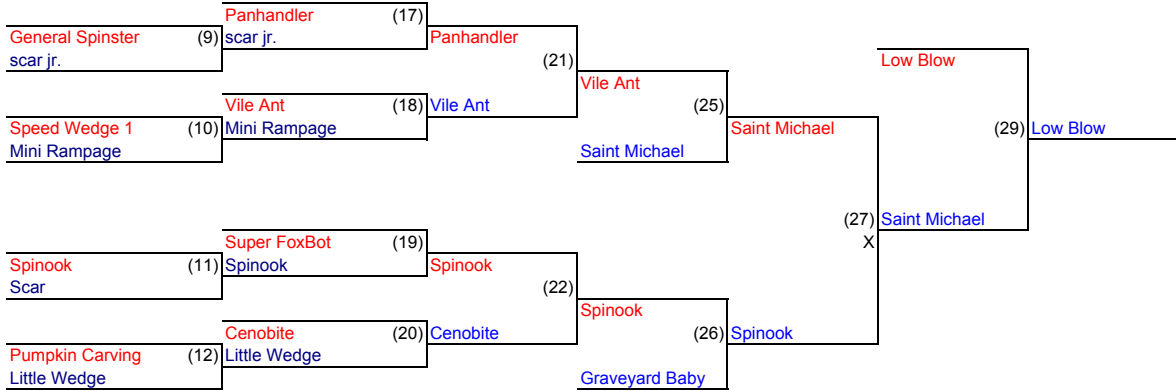 Panhandler (17)
General Spinster (9) scar jr. Panhandler
scar jr. (21) Low Blow
Vile Ant
Vile Ant (18) Vile Ant (25)
Speed Wedge 1 (10) Mini Rampage Saint Michael (29) Low Blow
Mini Rampage Saint Michael
(27) Saint Michael
Super FoxBot (19) X
Spinook (11) Spinook Spinook
Scar (22)
Spinook
Cenobite (20) Cenobite (26) Spinook
Pumpkin Carving (12) Little Wedge
Little Wedge Graveyard Baby